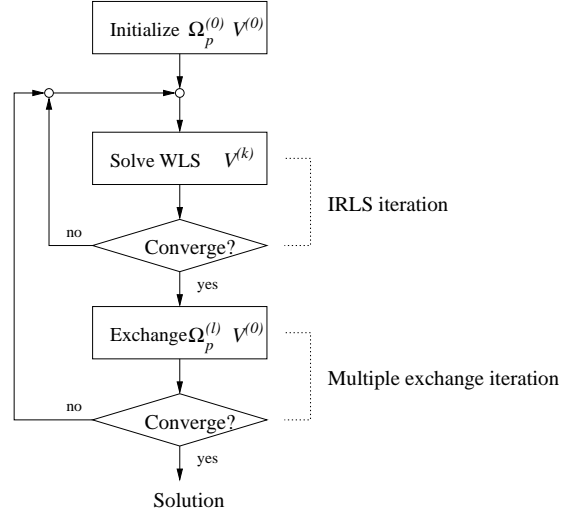 Initialize Ω_p^{(0)} V^{(0)}
Solve WLS V^{(k)}
IRLS iteration
Converge?
no
yes
Exchange Ω_p^{(l)} V^{(0)}
Multiple exchange iteration
Converge?
no
yes
Solution